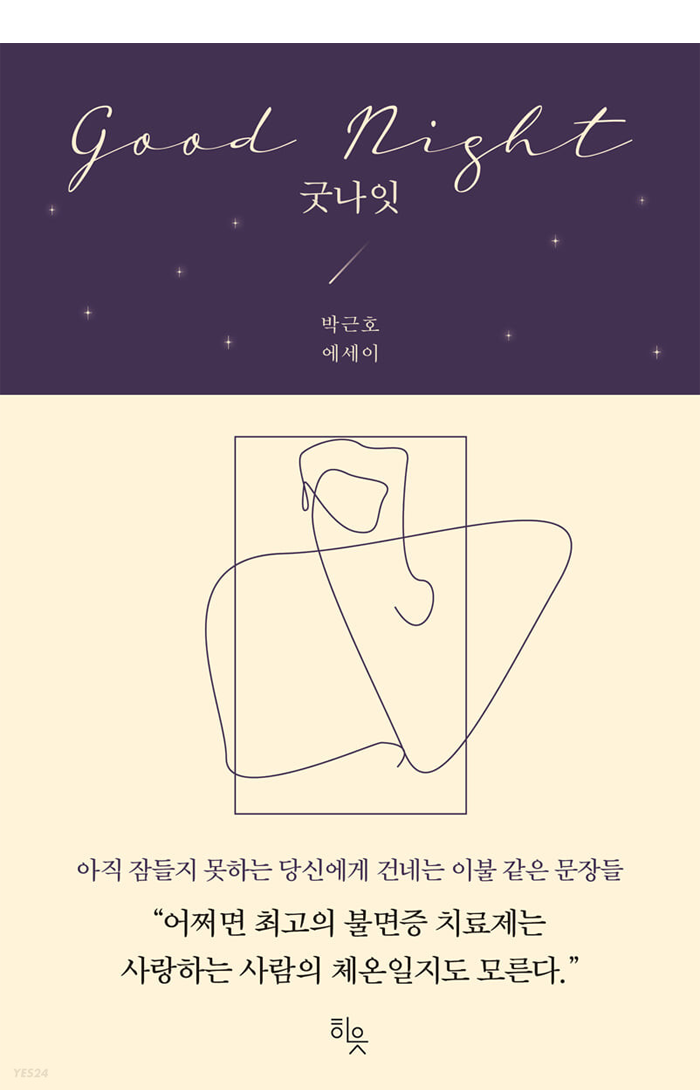 Good Night
굿나잇
박근호
에세이
아직 잠들지 못하는 당신에게 건네는 이불 같은 문장들
“어쩌면 최고의 불면증 치료제는
사랑하는 사람의 체온일지도 모른다.”
히읏
YES24